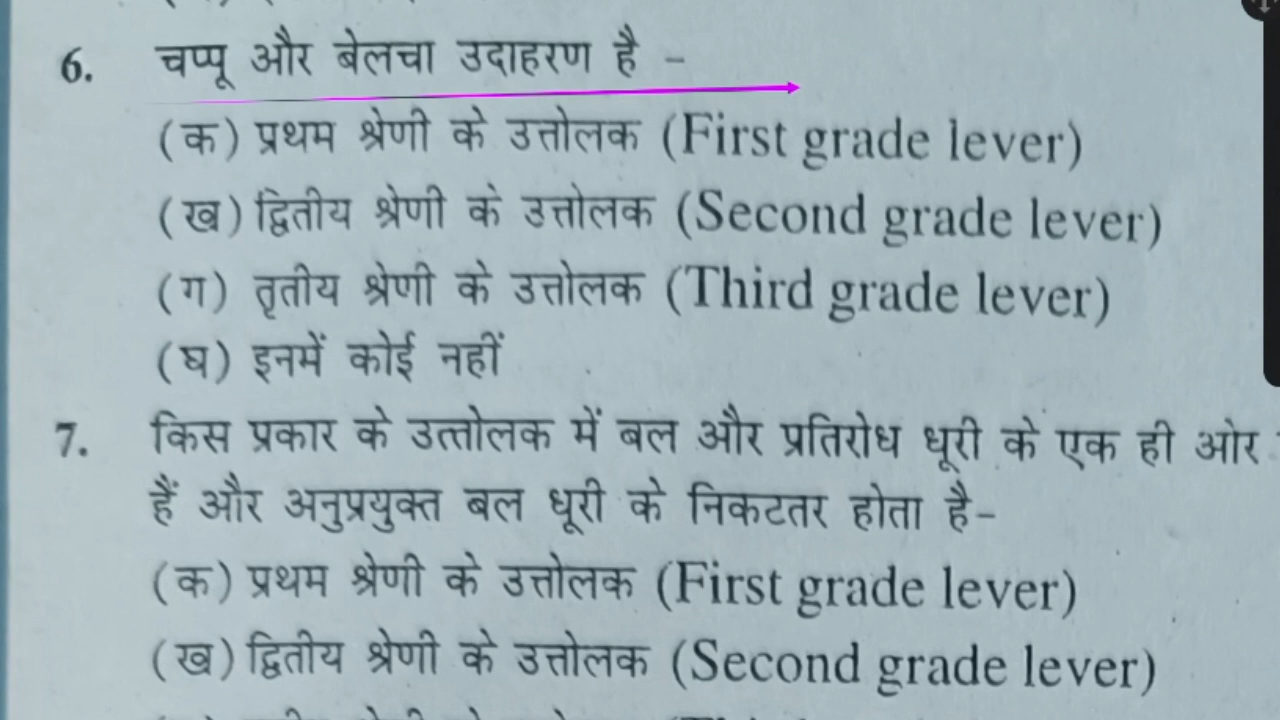 6. चप्पू और बेलचा उदाहरण है -
(क) प्रथम श्रेणी के उत्तोलक (First grade lever)
(ख) द्वितीय श्रेणी के उत्तोलक (Second grade lever)
(ग) तृतीय श्रेणी के उत्तोलक (Third grade lever)
(घ) इनमें कोई नहीं
7. किस प्रकार के उत्तोलक में बल और प्रतिरोध धूरी के एक ही ओर
हैं और अनुप्रयुक्त बल धूरी के निकटतर होता है-
(क) प्रथम श्रेणी के उत्तोलक (First grade lever)
(ख) द्वितीय श्रेणी के उत्तोलक (Second grade lever)